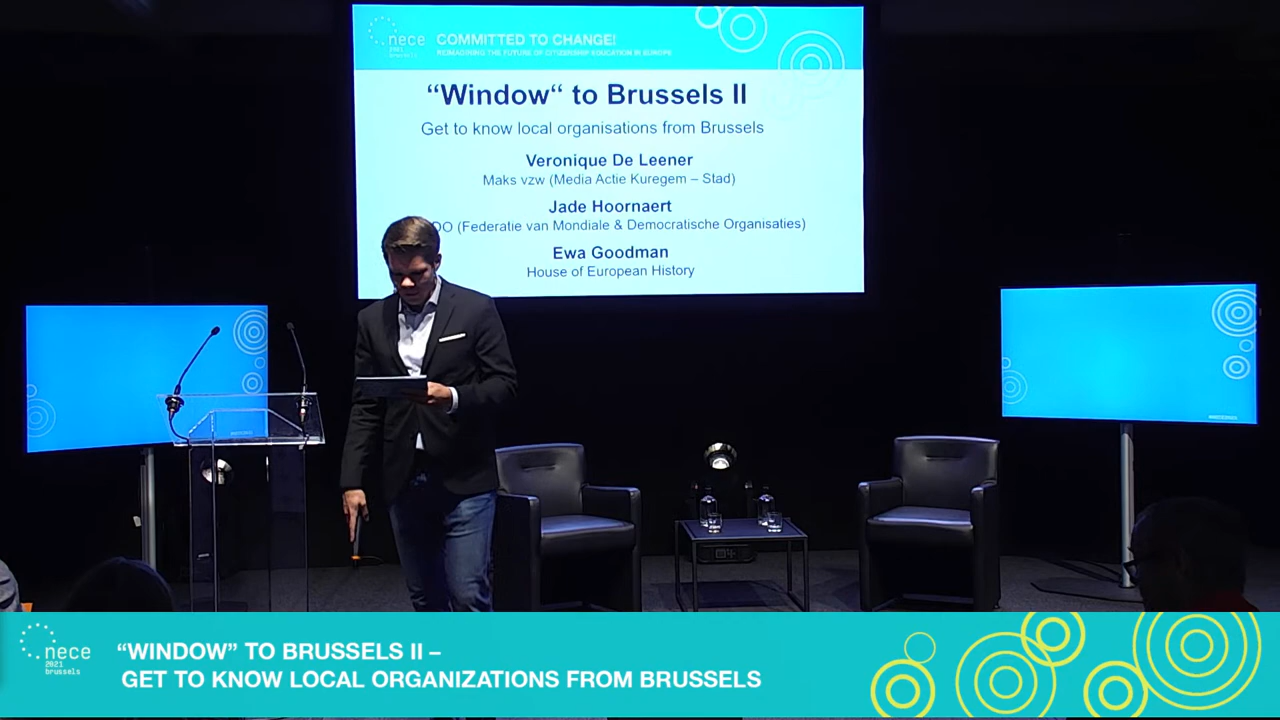 nece
2021
brussels
COMMITTED TO CHANGE!
REIMAGINING THE FUTURE OF CITIZENSHIP EDUCATION IN EUROPE
“Window“ to Brussels II
Get to know local organisations from Brussels
Veronique De Leener
Maks vzw (Media Actie Kuregem – Stad)
Jade Hoornaert
DO (Federatie van Mondiale & Democratische Organisaties)
Ewa Goodman
House of European History
nece
2021
brussels
“WINDOW” TO BRUSSELS II –
GET TO KNOW LOCAL ORGANIZATIONS FROM BRUSSELS